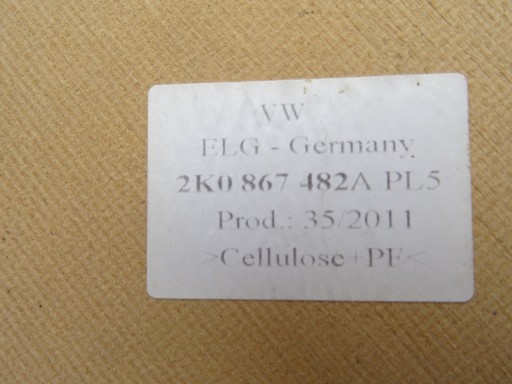 VW
ELG - Germany
2K0 867 482A PL5
Prod.: 35/2011
>Cellulose+PF<